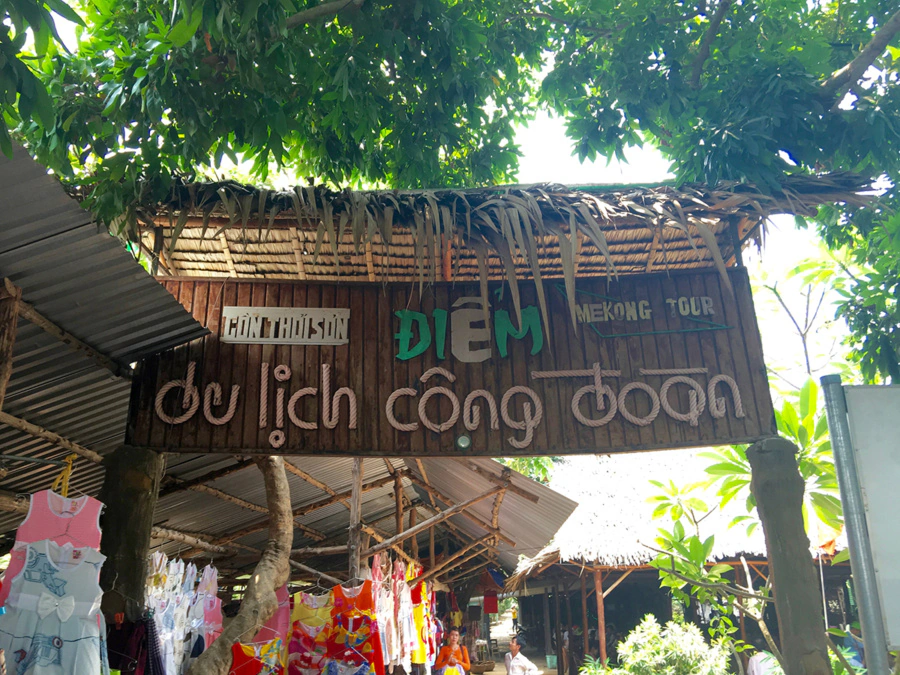 CỒN THỚI SƠN
ĐIỂM
MEKONG TOUR
du lịch công đoàn